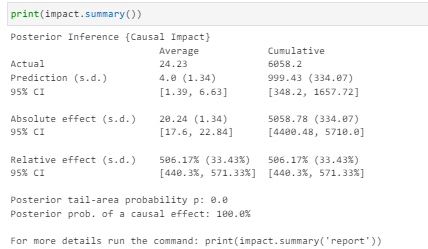 print(impact.summary())
Posterior Inference {Causal Impact}
Average Cumulative
Actual 24.23 6058.2
Prediction (s.d.) 4.0 (1.34) 999.43 (334.07)
95% CI [1.39, 6.63] [348.2, 1657.72]
Absolute effect (s.d.) 20.24 (1.34) 5058.78 (334.07)
95% CI [17.6, 22.84] [4400.48, 5710.0]
Relative effect (s.d.) 506.17% (33.43%) 506.17% (33.43%)
95% CI [440.3%, 571.33%] [440.3%, 571.33%]
Posterior tail-area probability p: 0.0
Posterior prob. of a causal effect: 100.0%
For more details run the command: print(impact.summary('report'))